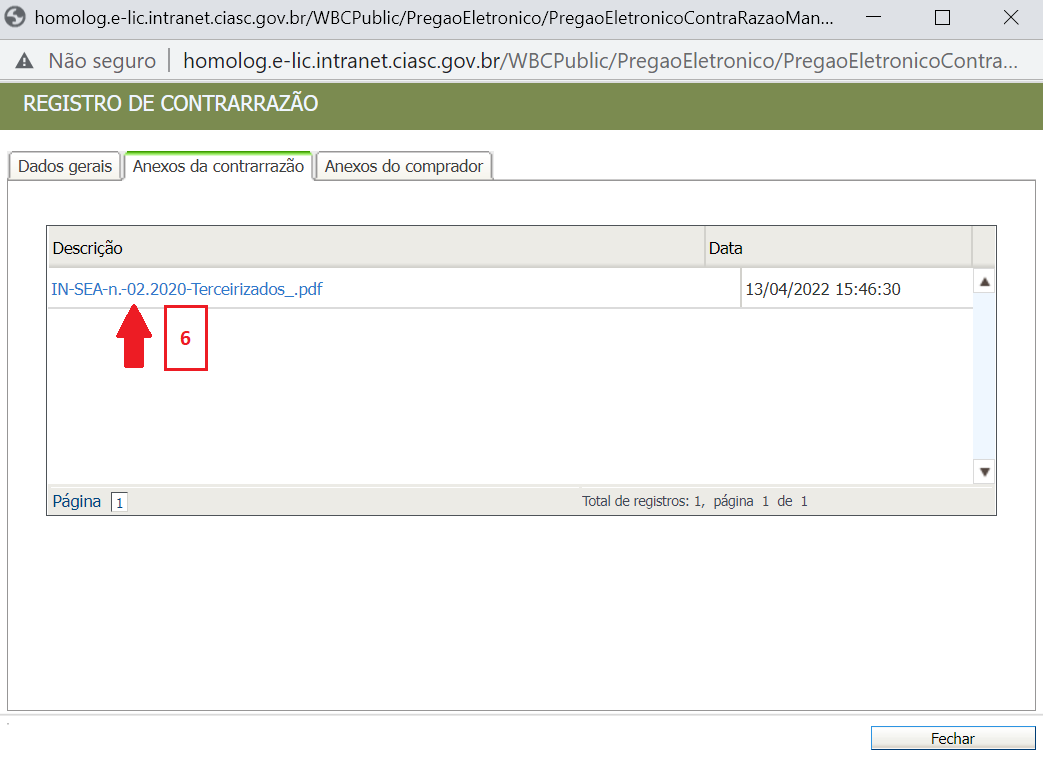 homolog.e-lic.intranet.ciasc.gov.br/WBCPublic/PregaoEletronico/PregaoEletronicoContraRazaoMan...
Não seguro homolog.e-lic.intranet.ciasc.gov.br/WBCPublic/PregaoEletronico/PregaoEletronicoContra...
REGISTRO DE CONTRARRAZÃO
Dados gerais Anexos da contrarrazão Anexos do comprador
Descrição Data
IN-SEA-n.-02.2020-Terceirizados_.pdf 13/04/2022 15:46:30
6
Página 1 Total de registros: 1, página 1 de 1
Fechar